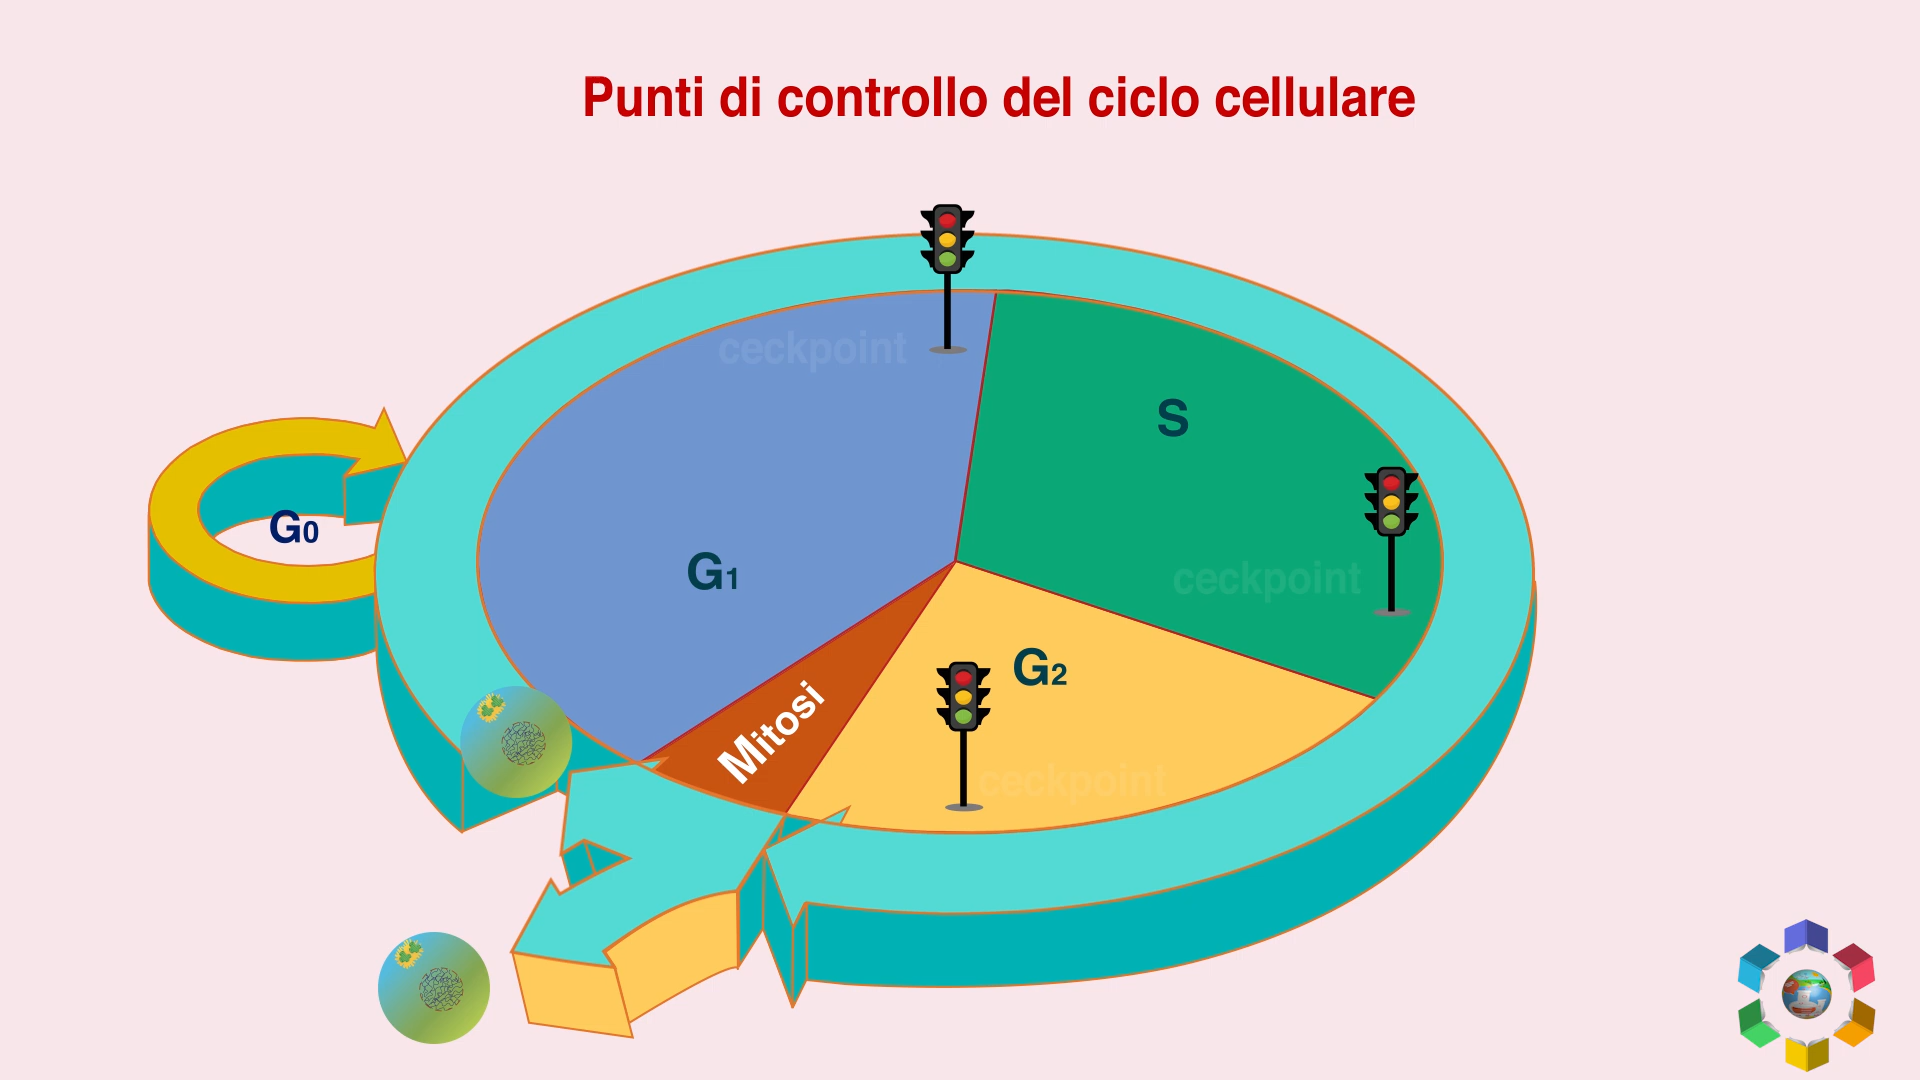 Punti di controllo del ciclo cellulare
ceckpoint
S
G0
G1
ceckpoint
G2
Mitosi
ceckpoint